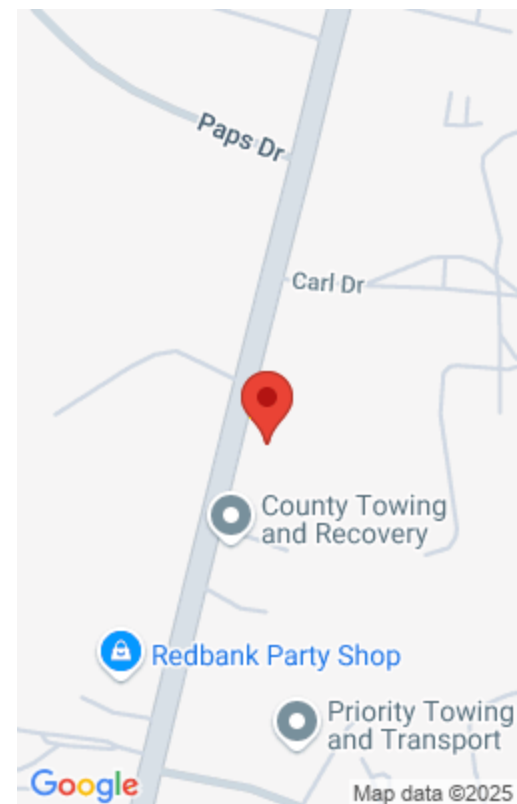 Paps Dr
Carl Dr
County Towing
and Recovery
Redbank Party Shop
Priority Towing
and Transport
Google
Map data ©2025